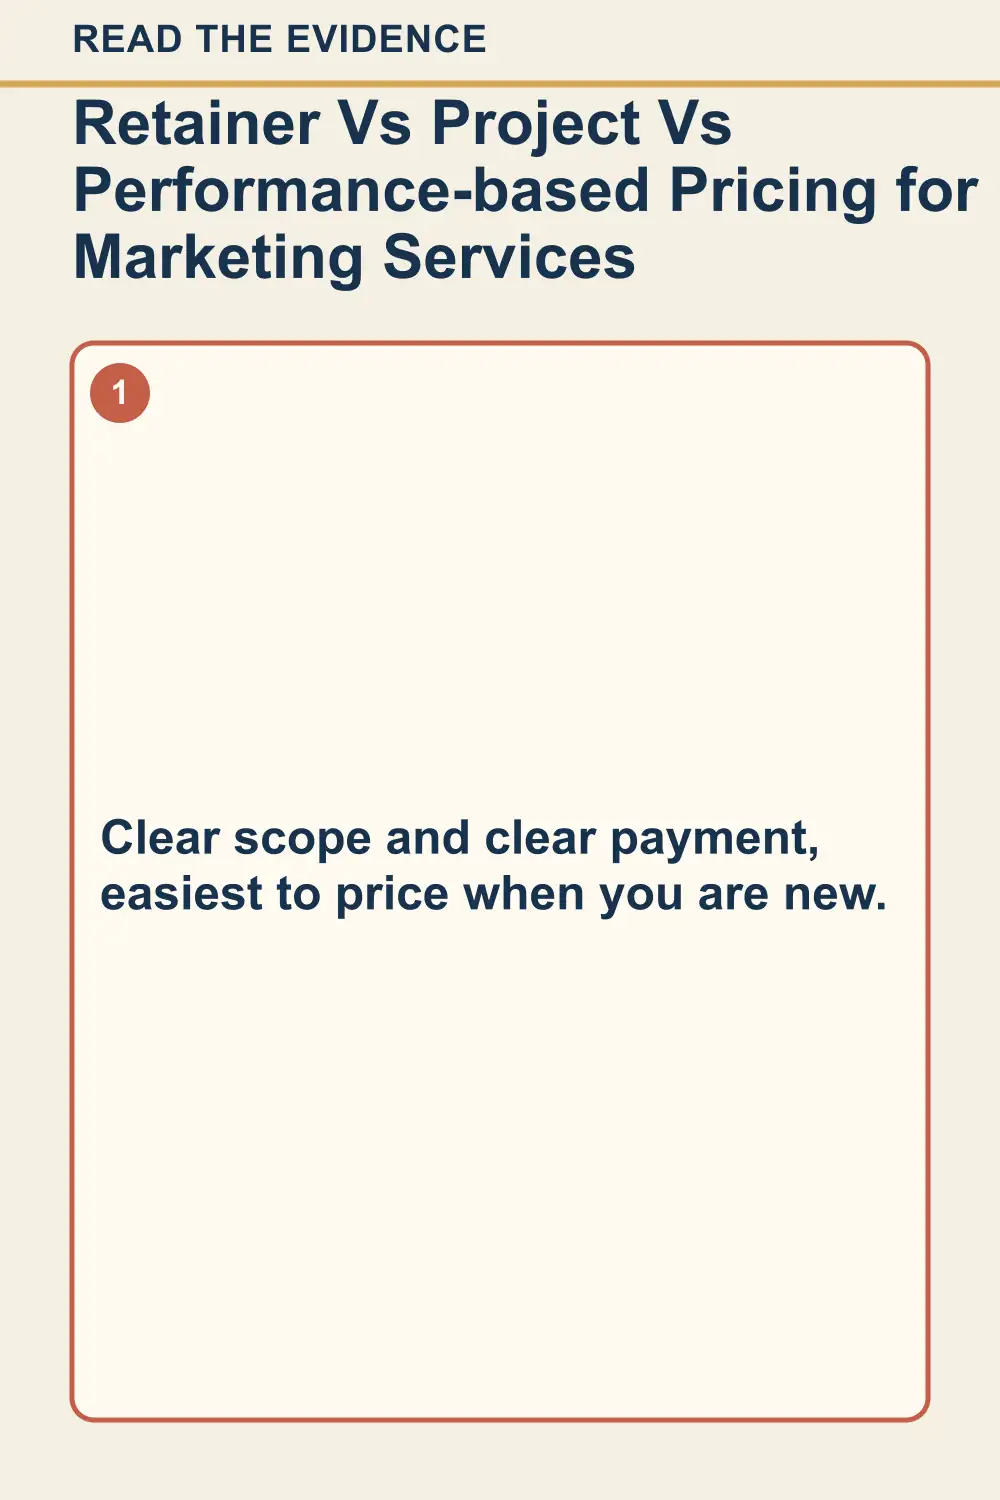 READ THE EVIDENCE
Retainer Vs Project Vs
Performance-based Pricing for
Marketing Services
1
Clear scope and clear payment,
easiest to price when you are new.